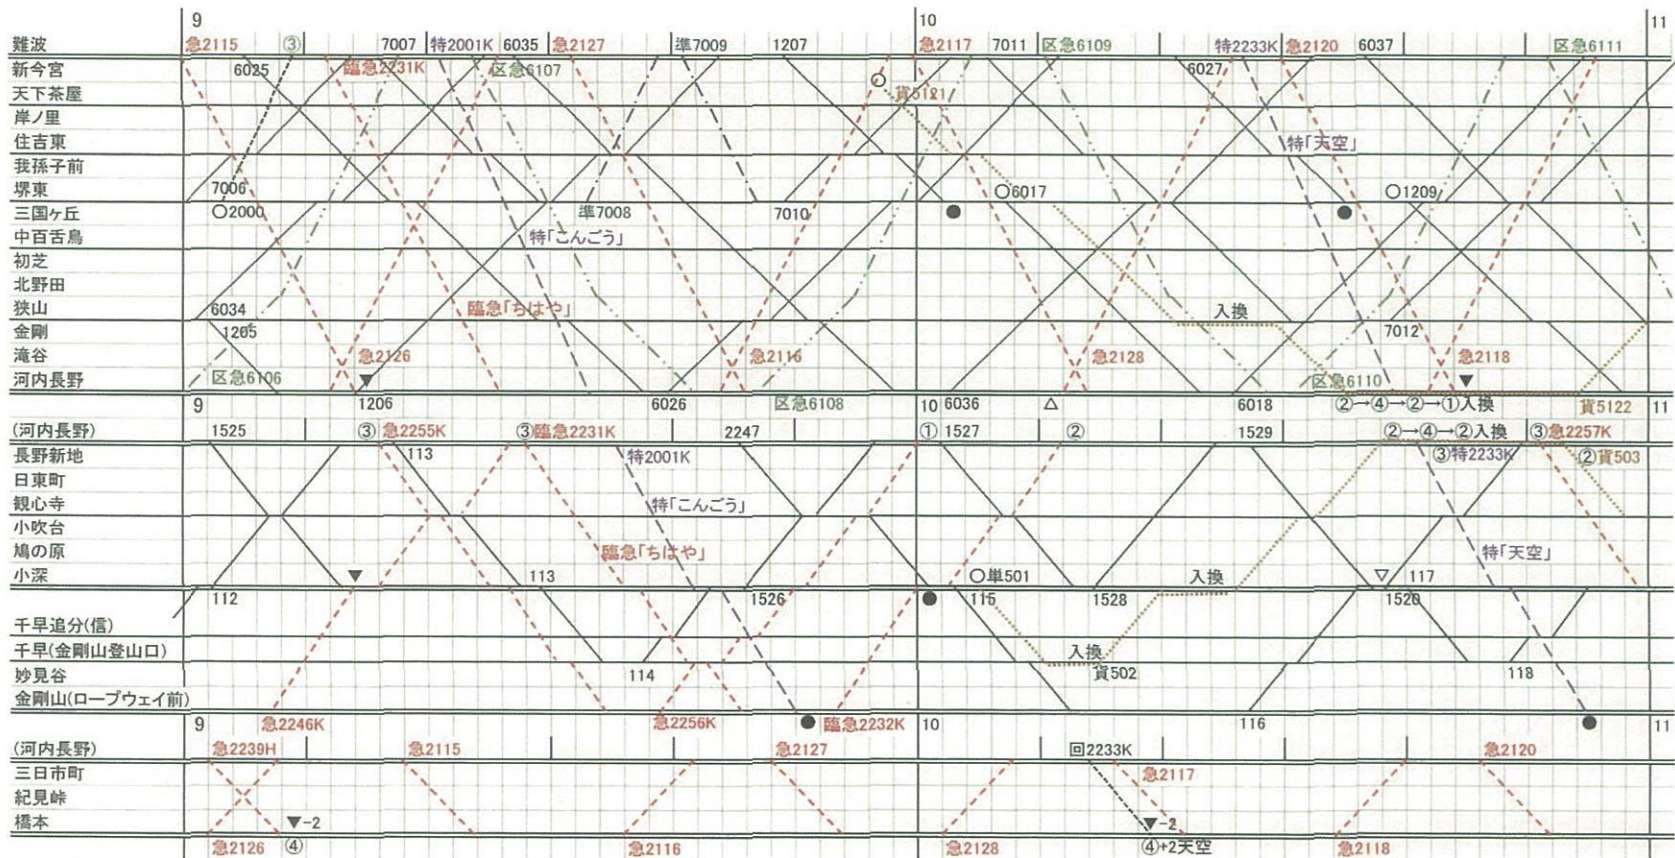 9 10 11
難波 急2115 ③ 7007 特2001K 6035 急2127 準7009 1207 急2117 7011 区急6109 特2233K 急2120 6037 区急6111
新今宮 6025 臨急2231K 区急6107 6027
天下茶屋 貨5121
岸ノ里
住吉東 特「天空」
我孫子前
堺東 7006 ○6017 ○1209
三国ヶ丘 ○2000 準7008 7010 ●
中百舌鳥 特「こんごう」
初芝
北野田
狭山 6034 臨急「ちはや」 入換
金剛 1205 7012
滝谷 急2126 急2116 急2128 急2118
河内長野 区急6106 ▼ 区急6110 ▼
9 1206 6026 区急6108 10 6036 △ 6018 ②→④→②→①入換 貨5122 11
(河内長野) 1525 ③急2255K ③臨急2231K 2247 ①1527 ② 1529 ②→④→②入換 ③急2257K
長野新地 113 特2001K ③特2233K ②貨503
日東町
観心寺 特「こんごう」
小吹台
鳩の原 臨急「ちはや」 特「天空」
小深 ▼ 113 ○単501 入換 ▽ 117
112 1526 ● 115 1528 1520
千早追分(信)
千早(金剛山登山口) 入換
妙見谷 114 貨502 118
金剛山(ロープウェイ前)
9 急2246K 急2256K ● 臨急2232K 10 116 ● 11
(河内長野) 急2239H 急2115 急2127 回2233K 急2120
三日市町 急2117
紀見峠
橋本 ▼-2 ▼-2
急2126 ④ 急2116 急2128 ④+2天空 急2118